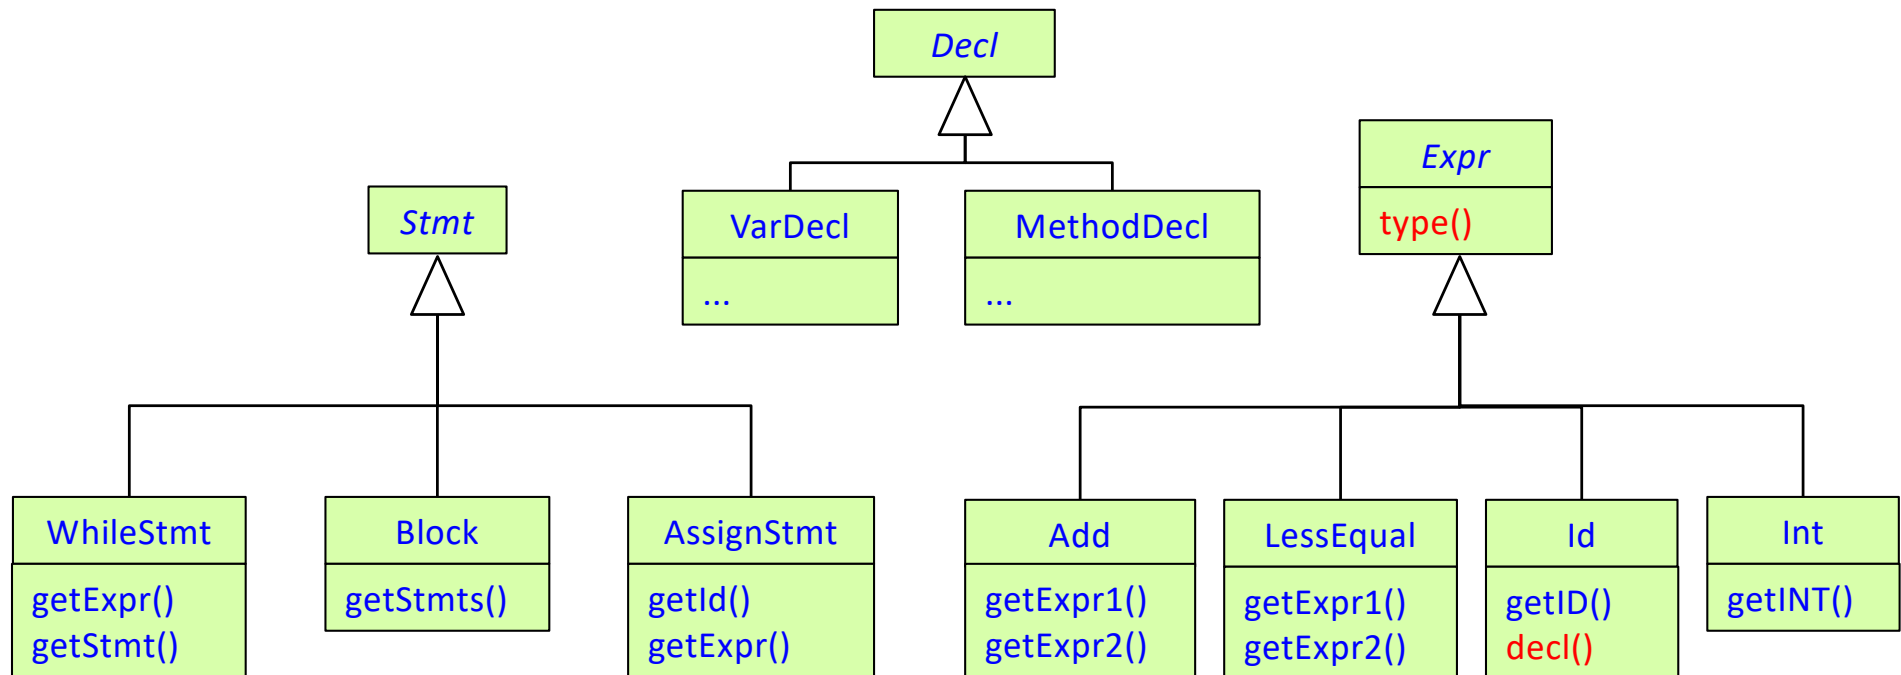 Decl
VarDecl
...
MethodDecl
...
Stmt
WhileStmt
getExpr()
getStmt()
Block
getStmts()
AssignStmt
getId()
getExpr()
Expr
type()
Add
getExpr1()
getExpr2()
LessEqual
getExpr1()
getExpr2()
Id
getID()
decl()
Int
getINT()